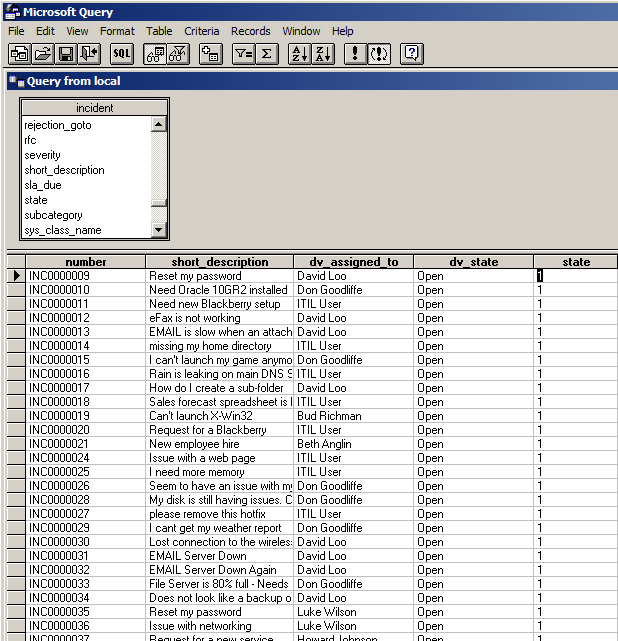 Microsoft Query
File Edit View Format Table Criteria Records Window Help
SQL
Query from local
incident
rejection_goto
rfc
severity
short_description
sla_due
state
subcategory
sys_class_name
number short_description dv_assigned_to dv_state state
INC0000009 Reset my password David Loo Open 1
INC0000010 Need Oracle 10GR2 installed Don Goodliffe Open 1
INC0000011 Need new Blackberry setup ITIL User Open 1
INC0000012 eFax is not working David Loo Open 1
INC0000013 EMAIL is slow when an attach David Loo Open 1
INC0000014 missing my home directory ITIL User Open 1
INC0000015 I can't launch my game anymo Don Goodliffe Open 1
INC0000016 Rain is leaking on main DNS S ITIL User Open 1
INC0000017 How do I create a sub-folder David Loo Open 1
INC0000018 Sales forecast spreadsheet is ITIL User Open 1
INC0000019 Can't launch X-Win32 Bud Richman Open 1
INC0000020 Request for a Blackberry ITIL User Open 1
INC0000021 New employee hire Beth Anglin Open 1
INC0000024 Issue with a web page ITIL User Open 1
INC0000025 I need more memory ITIL User Open 1
INC0000026 Seem to have an issue with my Don Goodliffe Open 1
INC0000028 My disk is still having issues. C Don Goodliffe Open 1
INC0000027 please remove this hotfix ITIL User Open 1
INC0000029 I cant get my weather report Don Goodliffe Open 1
INC0000030 Lost connection to the wireles David Loo Open 1
INC0000031 EMAIL Server Down David Loo Open 1
INC0000032 EMAIL Server Down Again David Loo Open 1
INC0000033 File Server is 80% full - Needs Don Goodliffe Open 1
INC0000034 Does not look like a backup o David Loo Open 1
INC0000035 Reset my password Luke Wilson Open 1
INC0000036 Issue with networking Luke Wilson Open 1
INC0000037 Request for a new service Howard Johnson Open 1